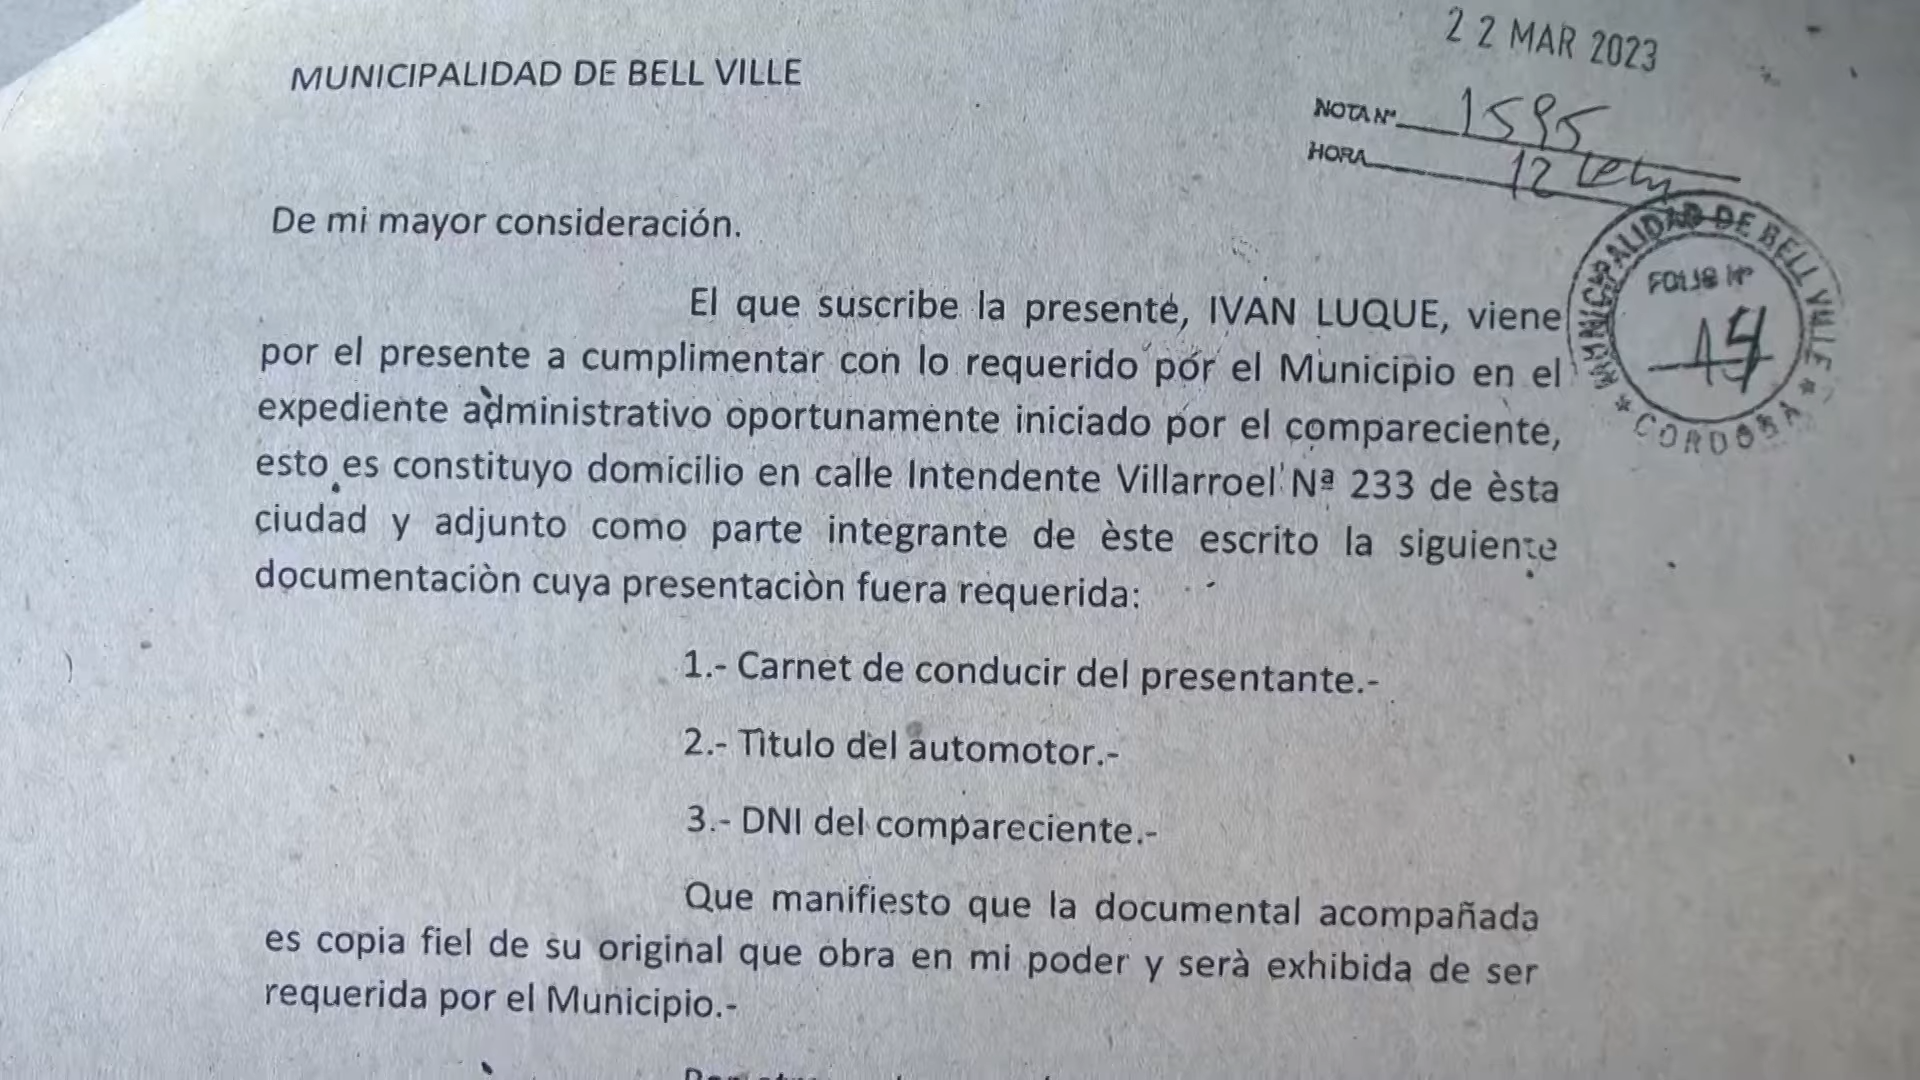 22 MAR 2023
MUNICIPALIDAD DE BELL VILLE
NOTA Nº 1595
HORA 12
De mi mayor consideración.
MUNICIPALIDAD DE BELL VILLE
FOLIO Nº
* CORDOBA *
El que suscribe la presente, IVAN LUQUE, viene
por el presente a cumplimentar con lo requerido por el Municipio en el
expediente administrativo oportunamente iniciado por el compareciente,
esto es constituyo domicilio en calle Intendente Villarroel Nª 233 de èsta
ciudad y adjunto como parte integrante de èste escrito la siguiente
documentaciòn cuya presentaciòn fuera requerida:
1.- Carnet de conducir del presentante.-
2.- Tìtulo del automotor.-
3.- DNI del compareciente.-
Que manifiesto que la documental acompañada
es copia fiel de su original que obra en mi poder y serà exhibida de ser
requerida por el Municipio.-